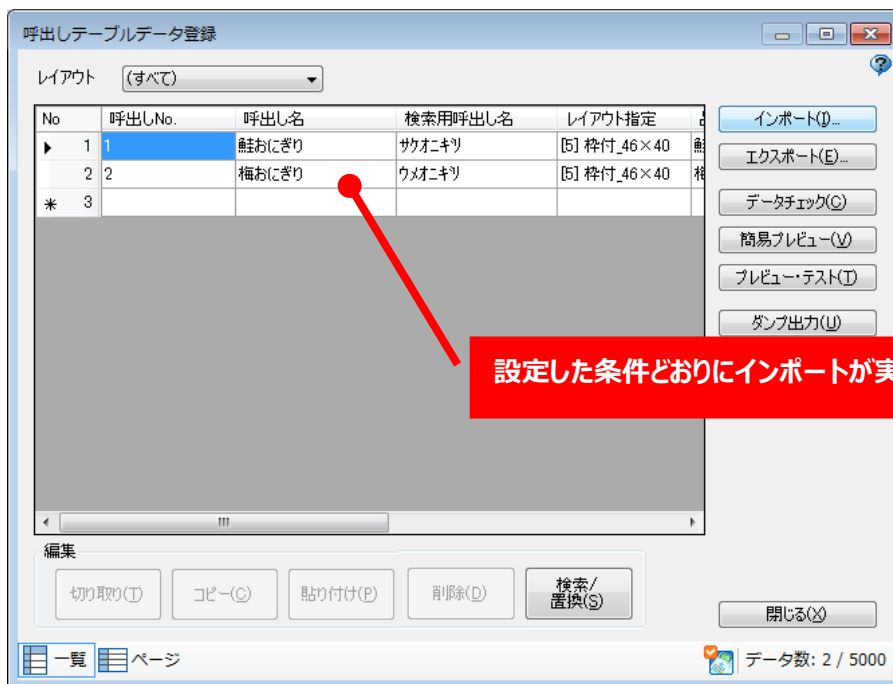 呼出しテーブルデータ登録
レイアウト (すべて)
No 呼出しNo. 呼出し名 検索用呼出し名 レイアウト指定
1 1 鮭おにぎり サケオニギリ [5] 枠付_46×40 鮭
2 2 梅おにぎり ウメオニギリ [5] 枠付_46×40 梅
3
インポート(I)...
エクスポート(E)...
データチェック(C)
簡易プレビュー(V)
プレビュー・テスト(T)
ダンプ出力(U)
設定した条件どおりにインポートが実
編集
切り取り(T) コピー(C) 貼り付け(P) 削除(D) 検索/
置換(S)
閉じる(X)
一覧 ページ データ数: 2 / 5000